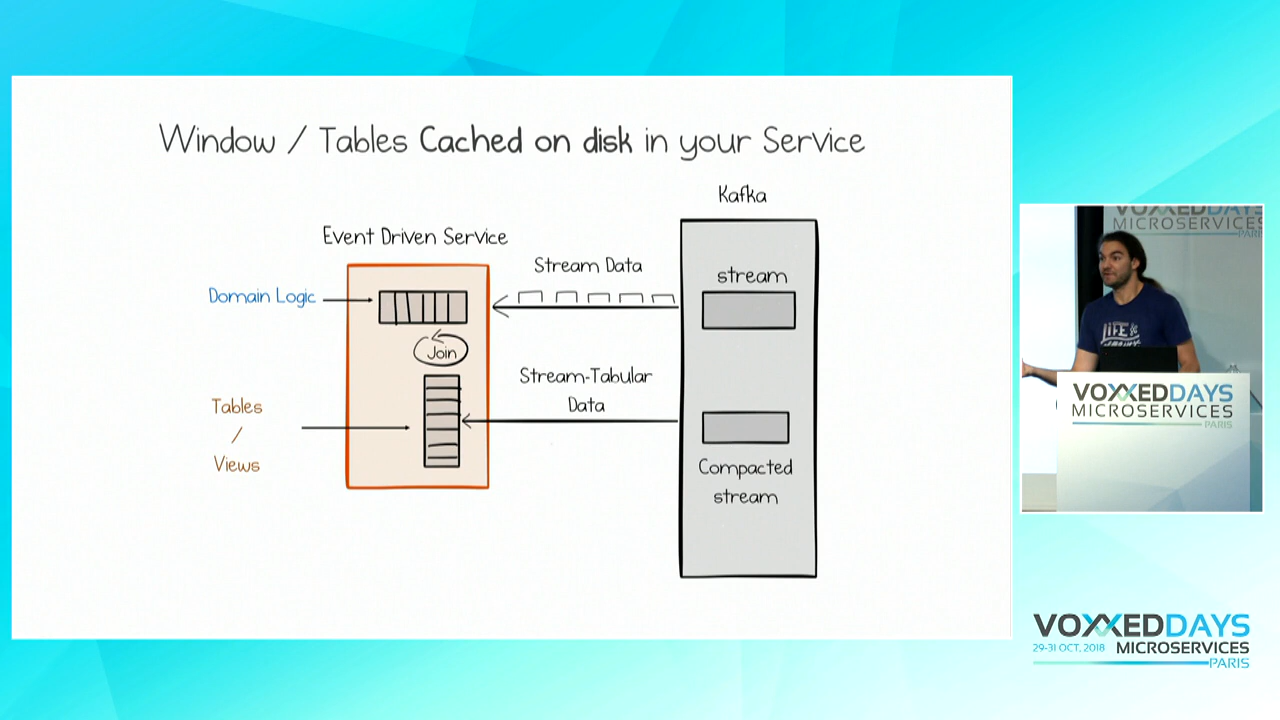 Window / Tables Cached on disk in your Service
Kafka
Event Driven Service
Stream Data
stream
Domain Logic
Join
Stream-Tabular
Data
Tables
/
Views
Compacted
stream
VOXXEDDAYS
MICROSERVICES
PARIS
LIFE
VOXXEDDAYS
MICROSERVICES
PARIS
VOXXEDDAYS
29-31 OCT, 2018 MICROSERVICES
PARIS